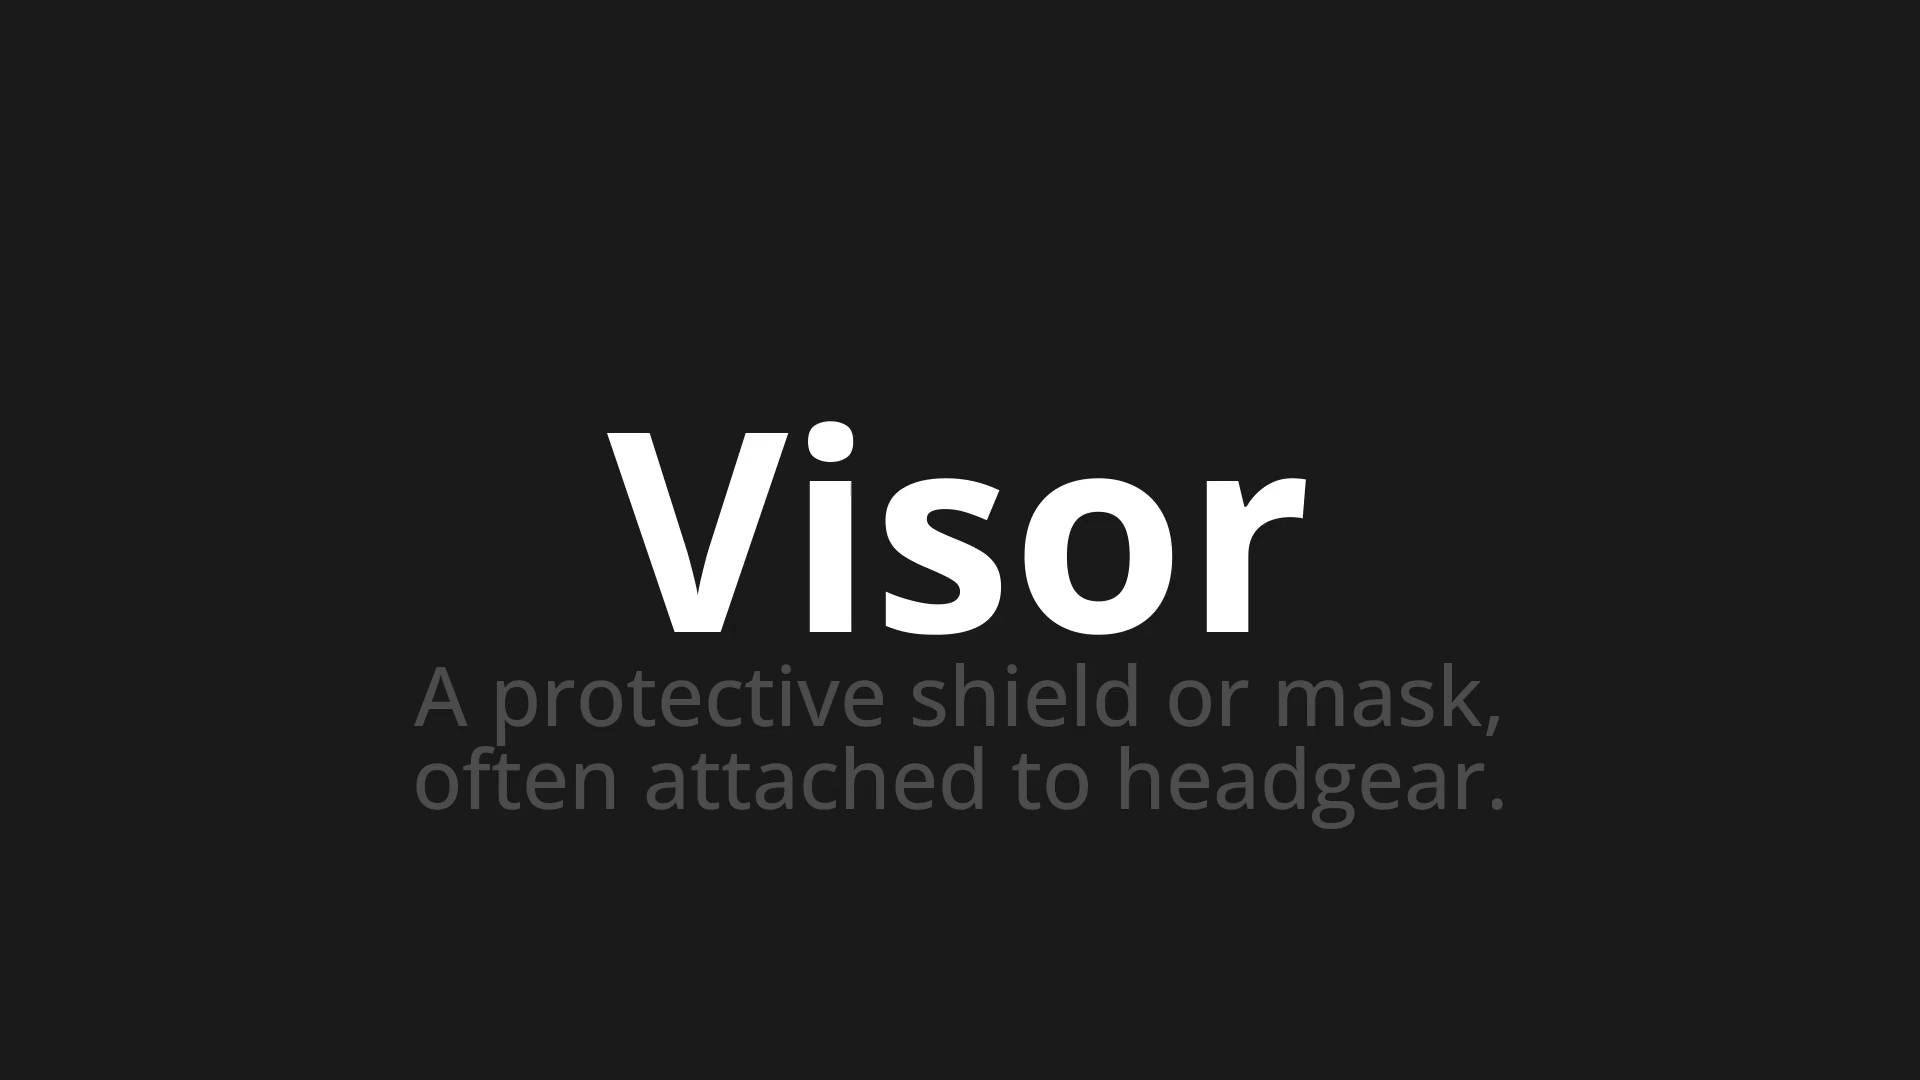 Visor
A protective shield or mask,
often attached to headgear.